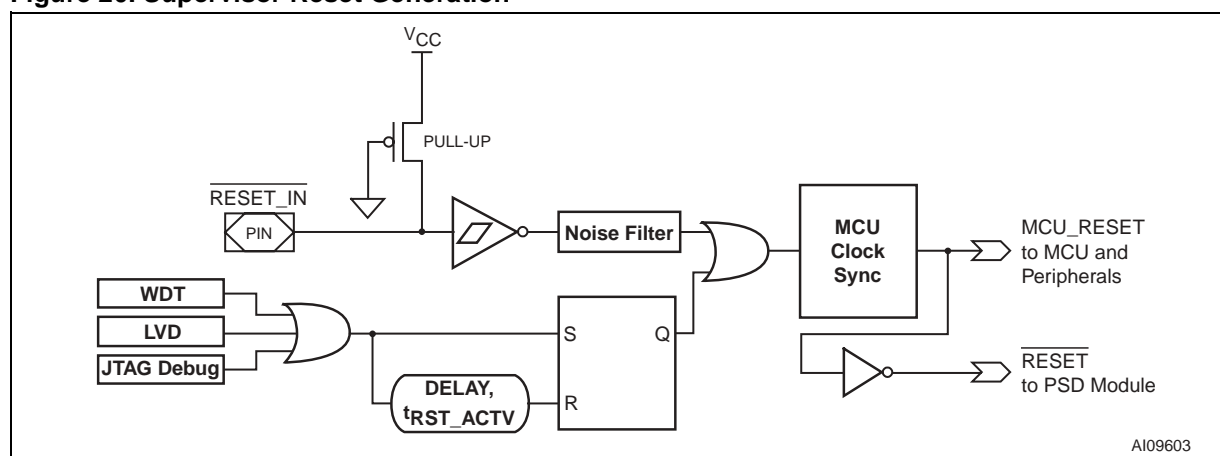 Figure 20. Supervisor Reset Generation
VCC
PULL-UP
RESET_IN
PIN
Noise Filter
MCU
Clock
Sync
MCU_RESET
to MCU and
Peripherals
WDT
LVD
JTAG Debug
S
Q
R
DELAY,
tRST_ACTV
RESET
to PSD Module
AI09603